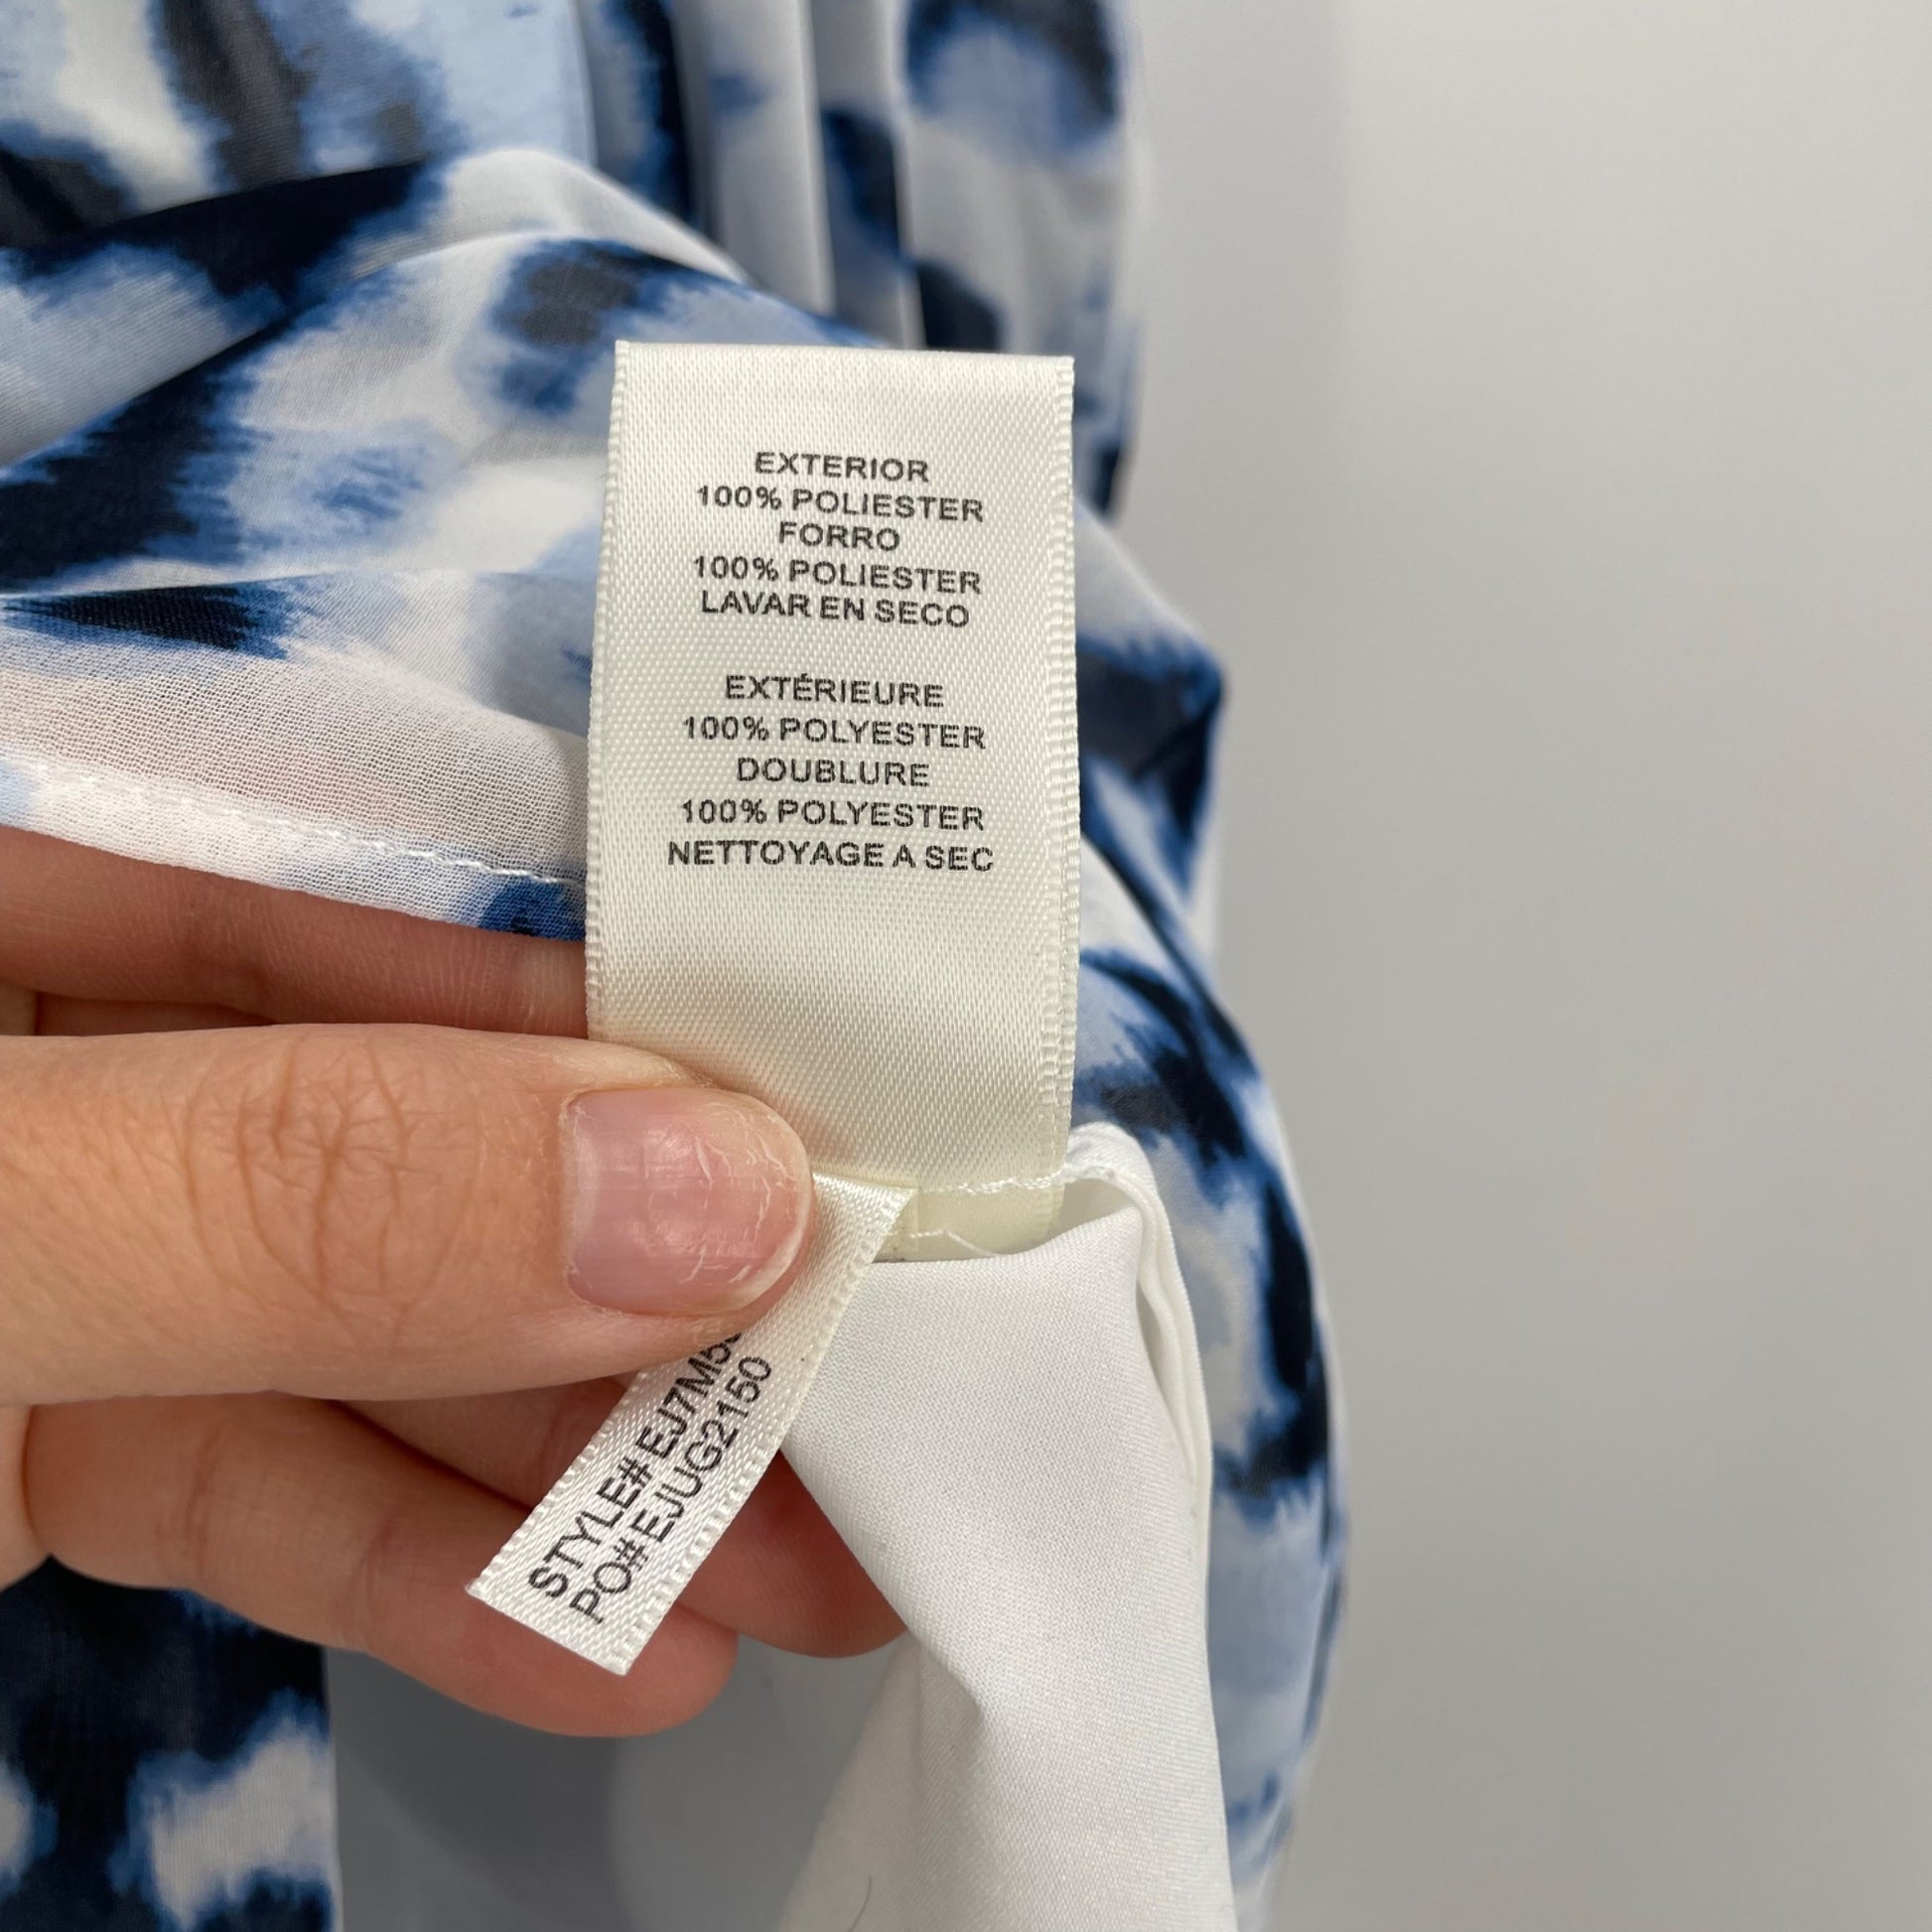 EXTERIOR
100% POLIESTER
FORRO
100% POLIESTER
LAVAR EN SECO
EXTÉRIEURE
100% POLYESTER
DOUBLURE
100% POLYESTER
NETTOYAGE A SEC
STYLE#
PO# EJUG2150